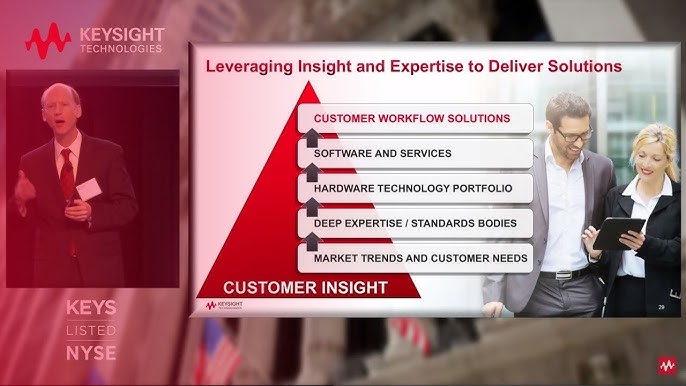 KEYSIGHT
TECHNOLOGIES
Leveraging Insight and Expertise to Deliver Solutions
CUSTOMER WORKFLOW SOLUTIONS
SOFTWARE AND SERVICES
HARDWARE TECHNOLOGY PORTFOLIO
DEEP EXPERTISE / STANDARDS BODIES
MARKET TRENDS AND CUSTOMER NEEDS
CUSTOMER INSIGHT
KEYSIGHT
TECHNOLOGIES
29
KEYS
LISTED
NYSE